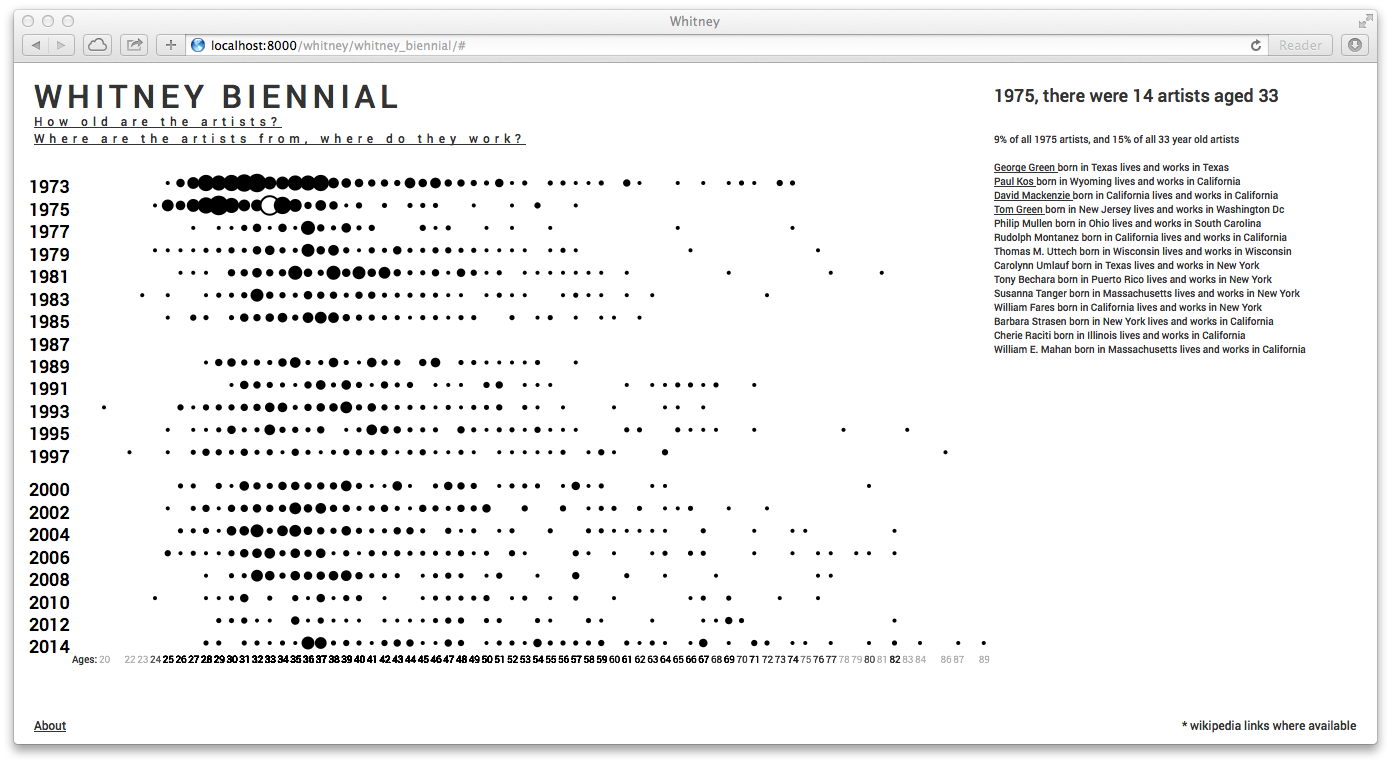 Whitney
localhost:8000/whitney/whitney_biennial/#
Reader
WHITNEY BIENNIAL
How old are the artists?
Where are the artists from, where do they work?
1973
1975
1977
1979
1981
1983
1985
1987
1989
1991
1993
1995
1997
2000
2002
2004
2006
2008
2010
2012
2014
Ages: 20 22 23 24 25 26 27 28 29 30 31 32 33 34 35 36 37 38 39 40 41 42 43 44 45 46 47 48 49 50 51 52 53 54 55 56 57 58 59 60 61 62 63 64 65 66 67 68 69 70 71 72 73 74 75 76 77 78 79 80 81 82 83 84 86 87 89
1975, there were 14 artists aged 33
9% of all 1975 artists, and 15% of all 33 year old artists
George Green born in Texas lives and works in Texas
Paul Kos born in Wyoming lives and works in California
David Mackenzie born in California lives and works in California
Tom Green born in New Jersey lives and works in Washington Dc
Philip Mullen born in Ohio lives and works in South Carolina
Rudolph Montanez born in California lives and works in California
Thomas M. Uttech born in Wisconsin lives and works in Wisconsin
Carolynn Umlauf born in Texas lives and works in New York
Tony Bechara born in Puerto Rico lives and works in New York
Susanna Tanger born in Massachusetts lives and works in New York
William Fares born in California lives and works in New York
Barbara Strasen born in New York lives and works in California
Cherie Raciti born in Illinois lives and works in California
William E. Mahan born in Massachusetts lives and works in California
About
* wikipedia links where available